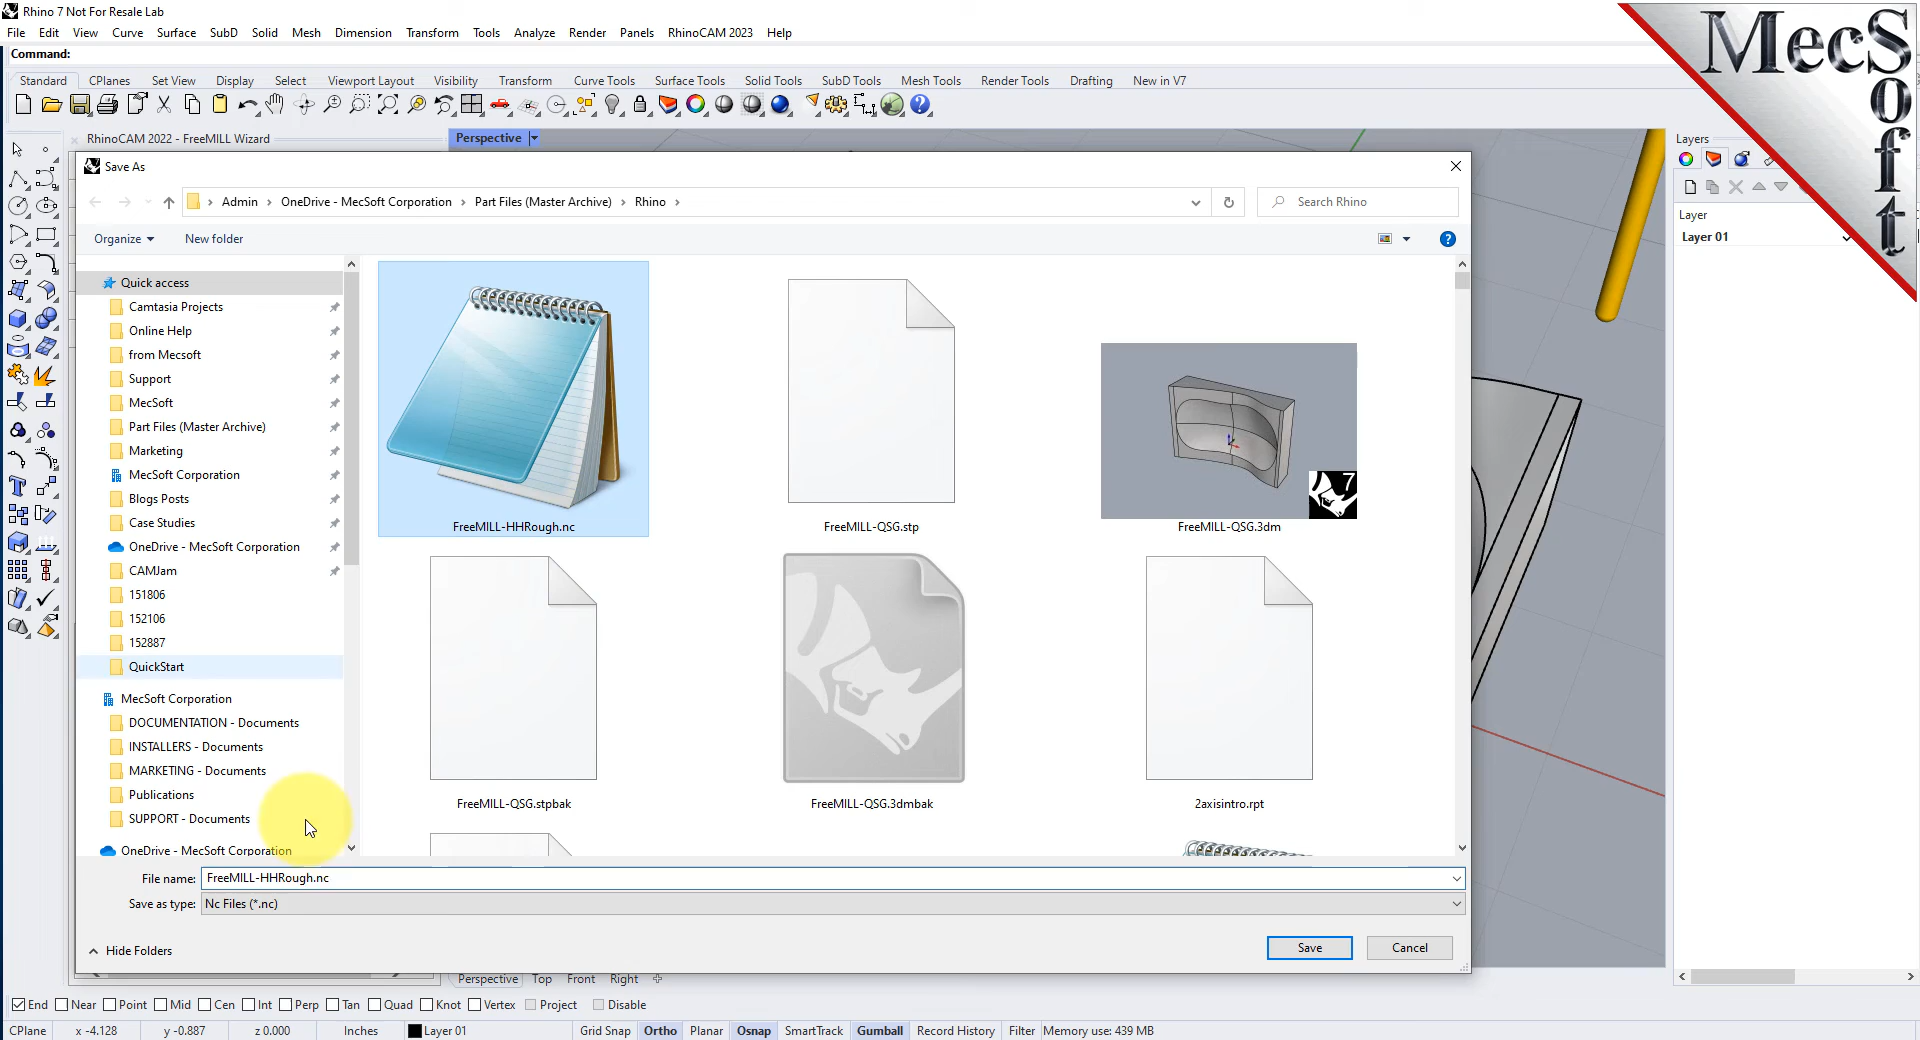 Rhino 7 Not For Resale Lab
File Edit View Curve Surface SubD Solid Mesh Dimension Transform Tools Analyze Render Panels RhinoCAM 2023 Help
Command:
Standard CPlanes Set View Display Select Viewport Layout Visibility Transform Curve Tools Surface Tools Solid Tools SubD Tools Mesh Tools Render Tools Drafting New in V7
MecSoft
RhinoCAM 2022 - FreeMILL Wizard
Perspective
Layers
Save As
Admin > OneDrive - MecSoft Corporation > Part Files (Master Archive) > Rhino >
Search Rhino
Organize
New folder
Layer
Layer 01
Quick access
Camtasia Projects
Online Help
from Mecsoft
Support
MecSoft
Part Files (Master Archive)
Marketing
MecSoft Corporation
Blogs Posts
Case Studies
OneDrive - MecSoft Corporation
CAMJam
151806
152106
152887
QuickStart
MecSoft Corporation
DOCUMENTATION - Documents
INSTALLERS - Documents
MARKETING - Documents
Publications
SUPPORT - Documents
OneDrive - MecSoft Corporation
7
FreeMILL-HHRough.nc
FreeMILL-QSG.stp
FreeMILL-QSG.3dm
FreeMILL-QSG.stpbak
FreeMILL-QSG.3dmbak
2axisintro.rpt
File name: FreeMILL-HHRough.nc
Save as type: Nc Files (*.nc)
Hide Folders
Save
Cancel
Perspective Top Front Right
End Near Point Mid Cen Int Perp Tan Quad Knot Vertex Project Disable
CPlane x -4.128 y -0.887 z 0.000 Inches Layer 01 Grid Snap Ortho Planar Osnap SmartTrack Gumball Record History Filter Memory use: 439 MB